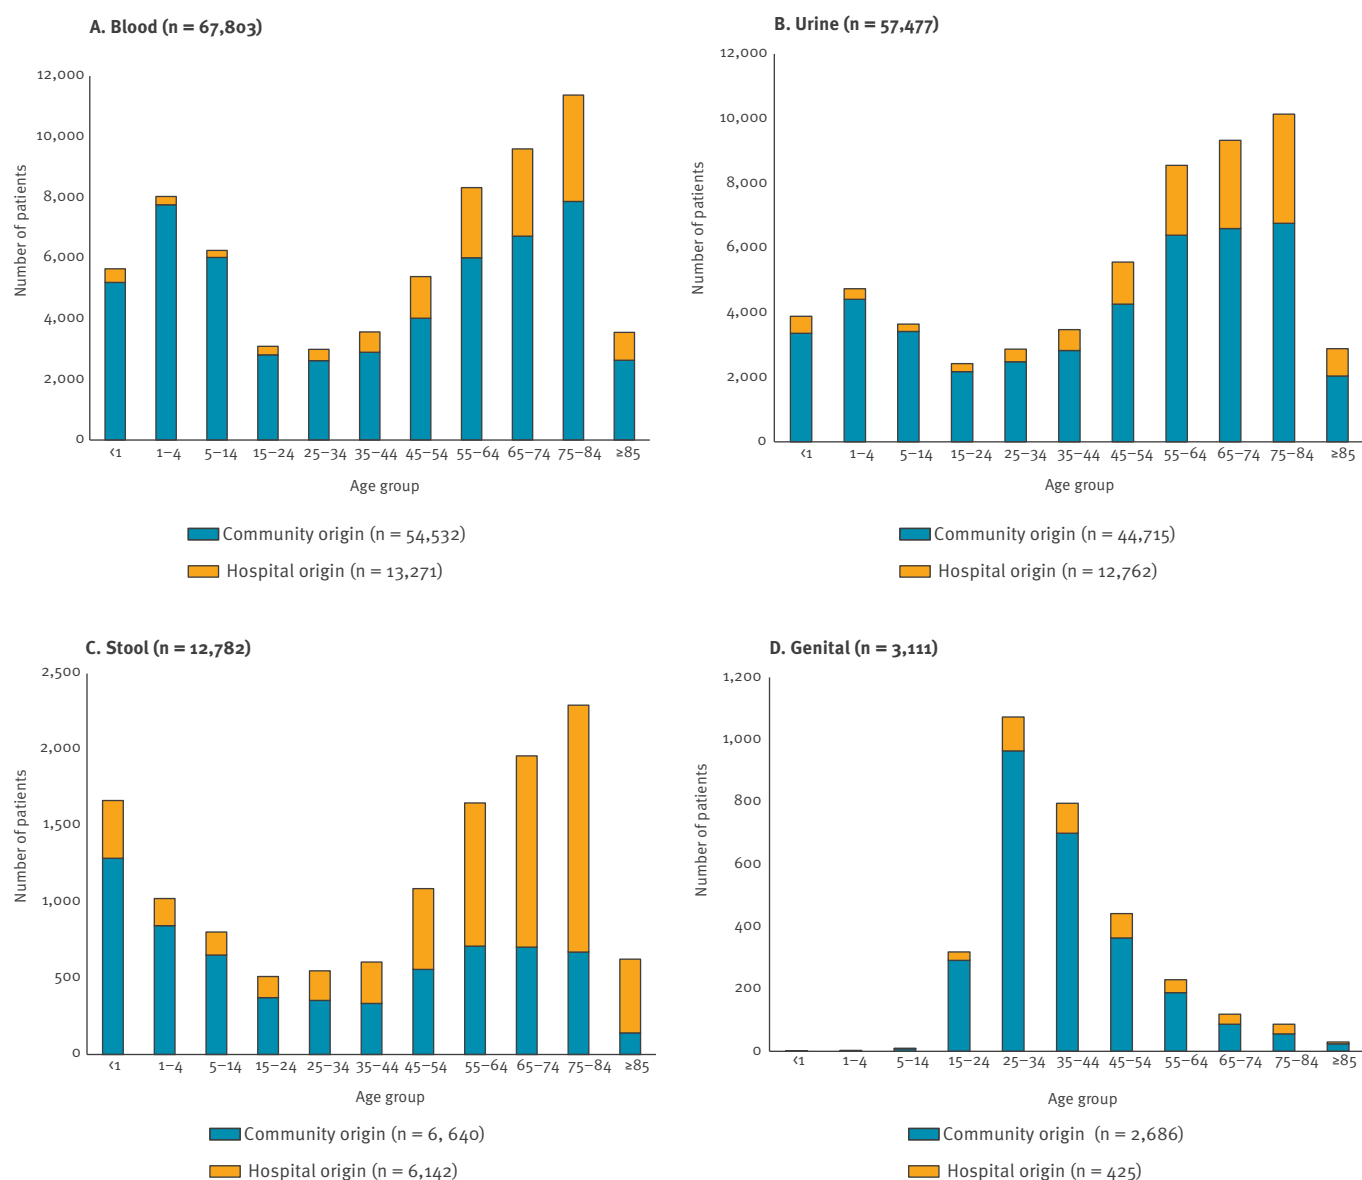 A. Blood (n = 67,803)
12,000
10,000
8,000
6,000
4,000
2,000
0
Number of patients
<1 1–4 5–14 15–24 25–34 35–44 45–54 55–64 65–74 75–84 ≥85
Age group
Community origin (n = 54,532)
Hospital origin (n = 13,271)
B. Urine (n = 57,477)
12,000
10,000
8,000
6,000
4,000
2,000
0
Number of patients
<1 1–4 5–14 15–24 25–34 35–44 45–54 55–64 65–74 75–84 ≥85
Age group
Community origin (n = 44,715)
Hospital origin (n = 12,762)
C. Stool (n = 12,782)
2,500
2,000
1,500
1,000
500
0
Number of patients
<1 1–4 5–14 15–24 25–34 35–44 45–54 55–64 65–74 75–84 ≥85
Age group
Community origin (n = 6, 640)
Hospital origin (n = 6,142)
D. Genital (n = 3,111)
1,200
1,000
800
600
400
200
0
Number of patients
<1 1–4 5–14 15–24 25–34 35–44 45–54 55–64 65–74 75–84 ≥85
Age group
Community origin (n = 2,686)
Hospital origin (n = 425)